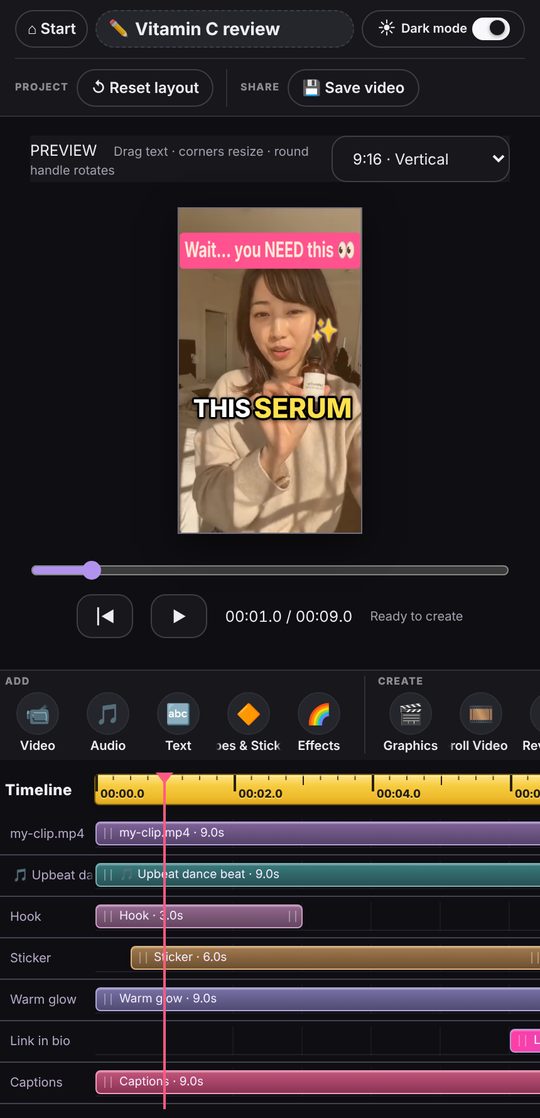 ⌂ Start
✏️ Vitamin C review
☀ Dark mode
PROJECT
↺ Reset layout
SHARE
💾 Save video
PREVIEW Drag text · corners resize · round
handle rotates
9:16 · Vertical
Wait... you NEED this 👀
THIS SERUM
00:01.0 / 00:09.0
Ready to create
ADD
CREATE
Video
Audio
Text
Effects
Graphics
roll Video
Timeline
00:00.0
00:02.0
00:04.0
my-clip.mp4
my-clip.mp4 · 9.0s
🎵 Upbeat da
🎵 Upbeat dance beat · 9.0s
Hook
Hook · 3.0s
Sticker
Sticker · 6.0s
Warm glow
Warm glow · 9.0s
Link in bio
Captions
Captions · 9.0s